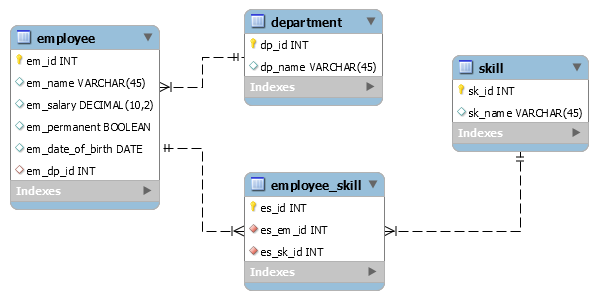 employee
em_id INT
em_name VARCHAR(45)
em_salary DECIMAL(10,2)
em_permanent BOOLEAN
em_date_of_birth DATE
em_dp_id INT
Indexes
department
dp_id INT
dp_name VARCHAR(45)
Indexes
skill
sk_id INT
sk_name VARCHAR(45)
Indexes
employee_skill
es_id INT
es_em_id INT
es_sk_id INT
Indexes